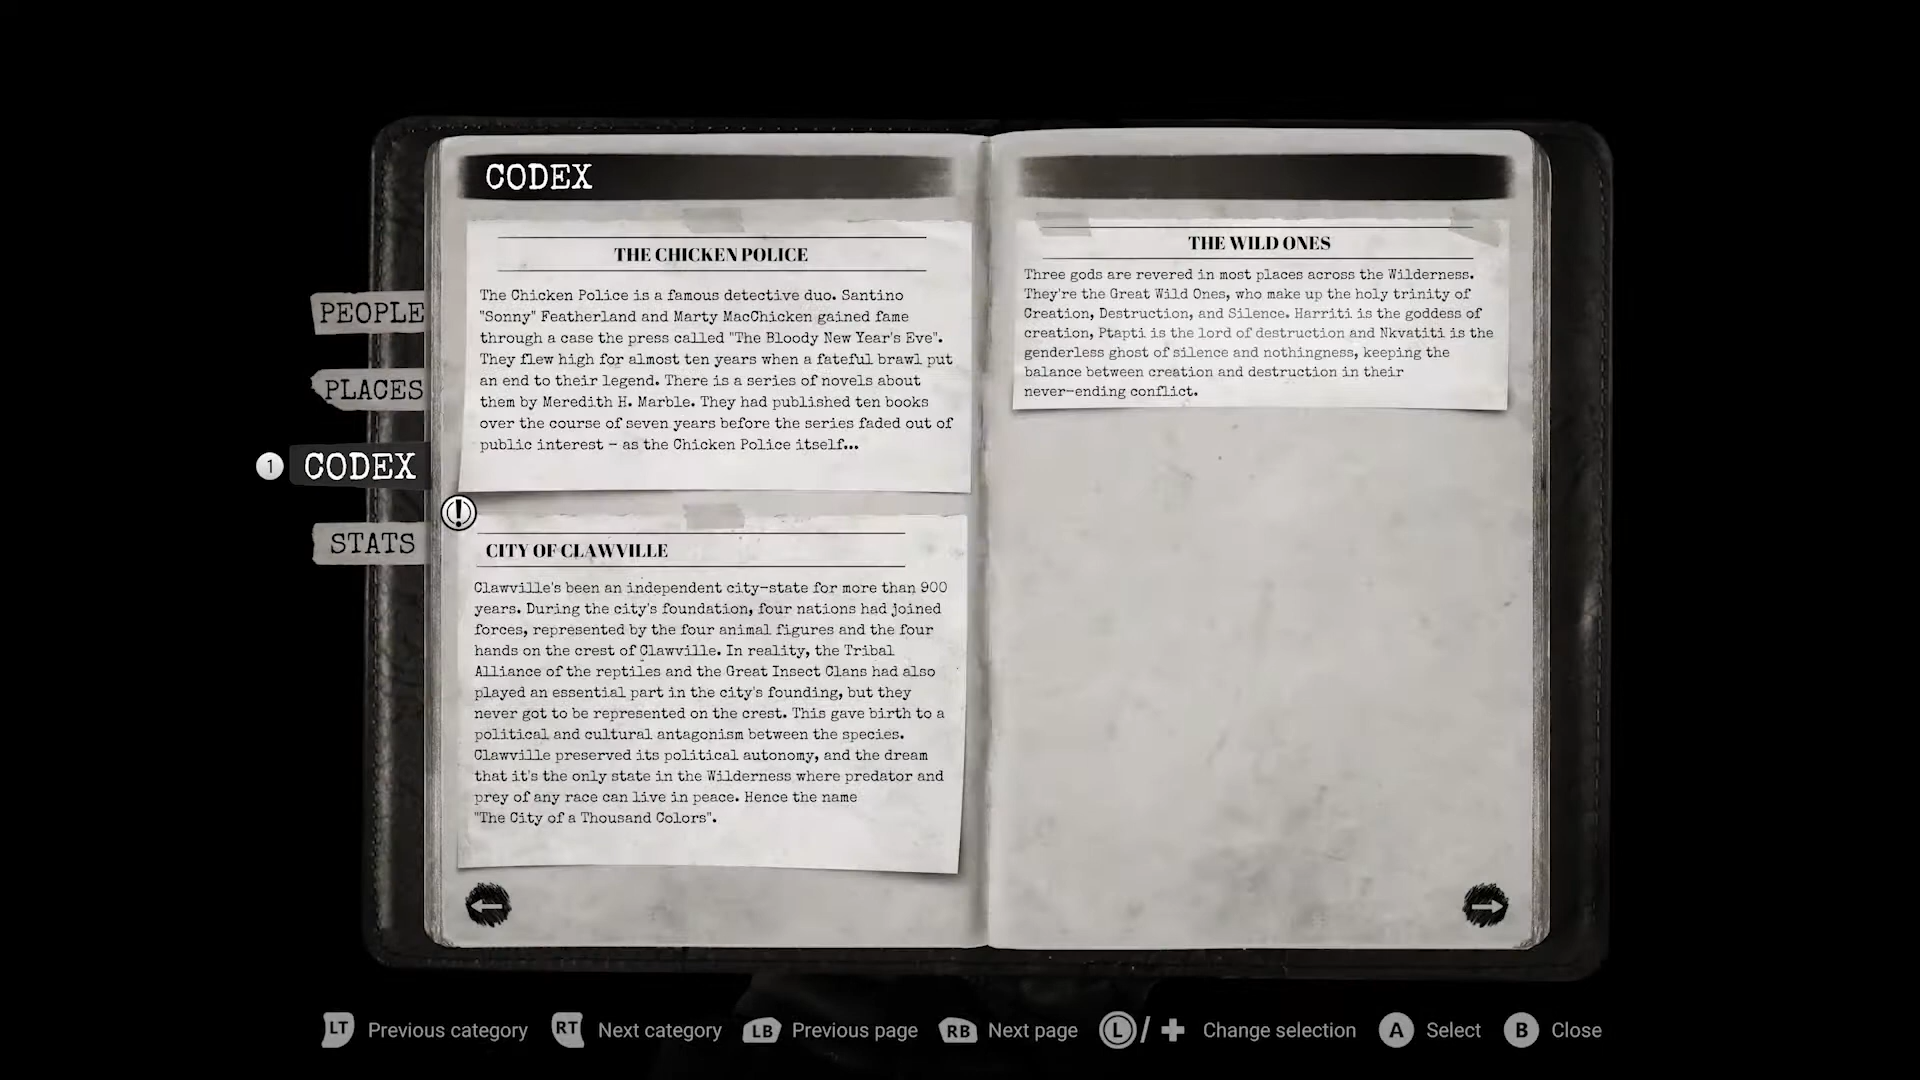 CODEX
THE CHICKEN POLICE
The Chicken Police is a famous detective duo. Santino
"Sonny" Featherland and Marty MacChicken gained fame
through a case the press called "The Bloody New Year's Eve".
They flew high for almost ten years when a fateful brawl put
an end to their legend. There is a series of novels about
them by Meredith H. Marble. They had published ten books
over the course of seven years before the series faded out of
public interest - as the Chicken Police itself...
CITY OF CLAWVILLE
Clawville's been an independent city-state for more than 900
years. During the city's foundation, four nations had joined
forces, represented by the four animal figures and the four
hands on the crest of Clawville. In reality, the Tribal
Alliance of the reptiles and the Great Insect Clans had also
played an essential part in the city's founding, but they
never got to be represented on the crest. This gave birth to a
political and cultural antagonism between the species.
Clawville preserved its political autonomy, and the dream
that it's the only state in the Wilderness where predator and
prey of any race can live in peace. Hence the name
"The City of a Thousand Colors".
THE WILD ONES
Three gods are revered in most places across the Wilderness.
They're the Great Wild Ones, who make up the holy trinity of
Creation, Destruction, and Silence. Harriti is the goddess of
creation, Ptapti is the lord of destruction and Nkvatiti is the
genderless ghost of silence and nothingness, keeping the
balance between creation and destruction in their
never-ending conflict.
PEOPLE
PLACES
1 CODEX
!
STATS
LT Previous category RT Next category LB Previous page RB Next page L / Change selection A Select B Close